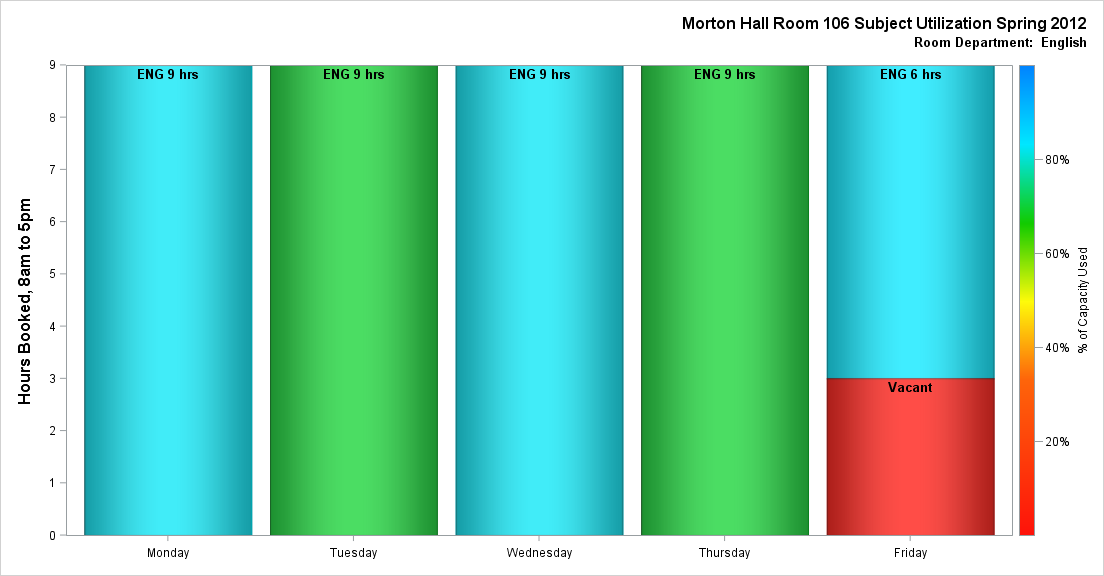 Morton Hall Room 106 Subject Utilization Spring 2012
Room Department:  English
Hours Booked, 8am to 5pm
9
8
7
6
5
4
3
2
1
0
ENG 9 hrs
ENG 9 hrs
ENG 9 hrs
ENG 9 hrs
ENG 6 hrs
Vacant
Monday
Tuesday
Wednesday
Thursday
Friday
80%
60%
40%
20%
% of Capacity Used